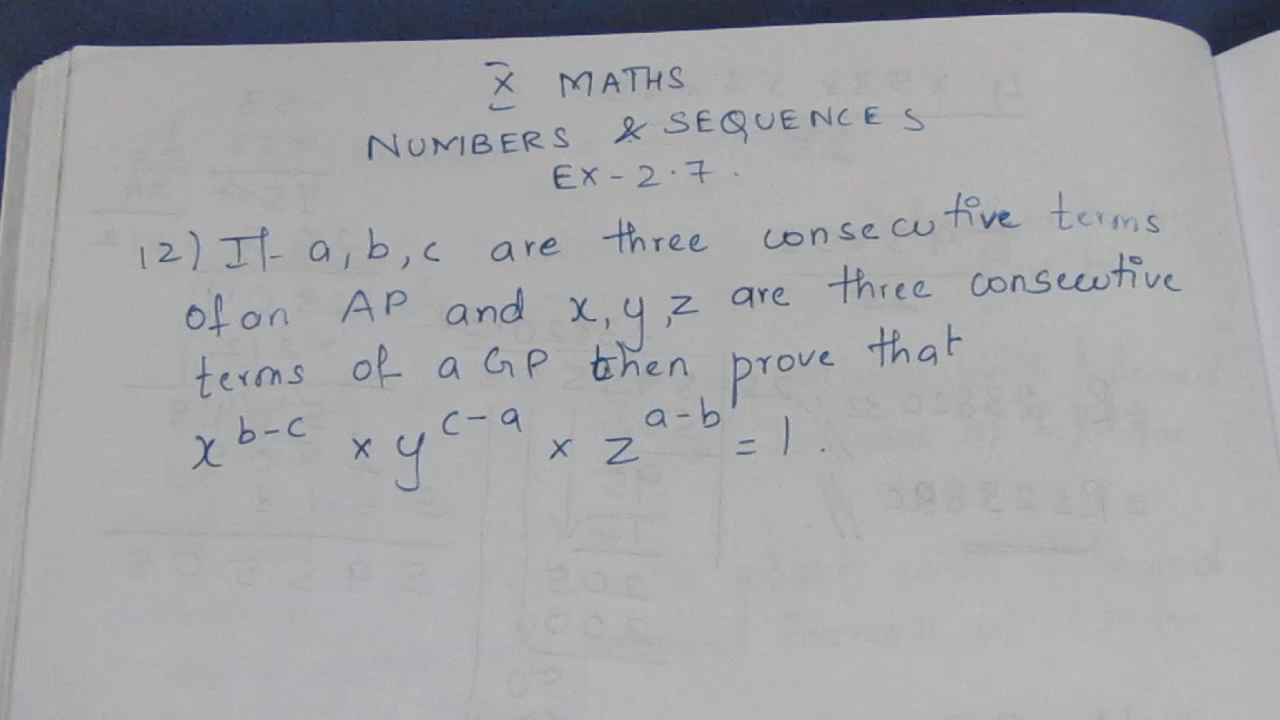 X MATHS
NUMBERS & SEQUENCES
EX-2.7.
12) If a, b, c are three consecutive terms
of an AP and x, y, z are three consecutive
terms of a GP then prove that
x^{b-c} × y^{c-a} × z^{a-b} = 1.